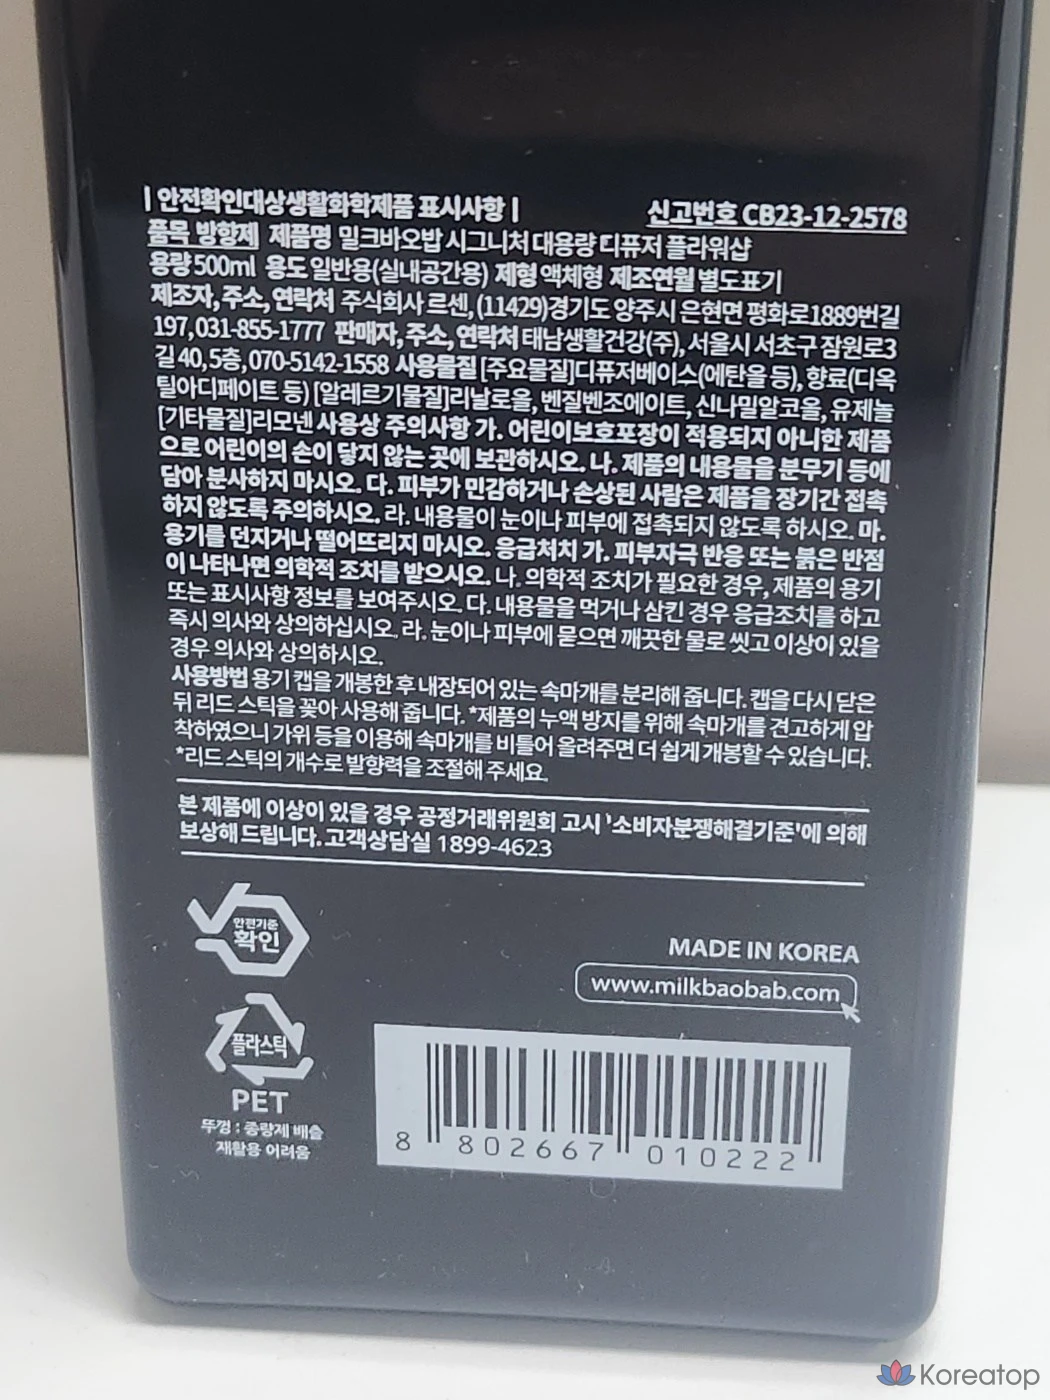 | 안전확인대상생활화학제품 표시사항 |
신고번호 CB23-12-2578
품목 방향제 제품명 밀크바오밥 시그니처 대용량 디퓨저 플라워샵
용량 500ml 용도 일반용(실내공간용) 제형 액체형 제조연월 별도표기
제조자, 주소, 연락처 주식회사 르센, (11429)경기도 양주시 은현면 평화로1889번길
197, 031-855-1777 판매자, 주소, 연락처 태남생활건강(주), 서울시 서초구 잠원로3
길 40, 5층, 070-5142-1558 사용물질 [주요물질]디퓨저베이스(에탄올 등), 향료(디옥
틸아디페이트 등) [알레르기물질]리날로올, 벤질벤조에이트, 신나밀알코올, 유제놀
[기타물질]리모넨 사용상 주의사항 가. 어린이보호포장이 적용되지 아니한 제품
으로 어린이의 손이 닿지 않는 곳에 보관하시오. 나. 제품의 내용물을 분무기 등에
담아 분사하지 마시오. 다. 피부가 민감하거나 손상된 사람은 제품을 장기간 접촉
하지 않도록 주의하시오. 라. 내용물이 눈이나 피부에 접촉되지 않도록 하시오. 마.
용기를 던지거나 떨어뜨리지 마시오. 응급처치 가. 피부자극 반응 또는 붉은 반점
이 나타나면 의학적 조치를 받으시오. 나. 의학적 조치가 필요한 경우, 제품의 용기
또는 표시사항 정보를 보여주시오. 다. 내용물을 먹거나 삼킨 경우 응급조치를 하고
즉시 의사와 상의하십시오. 라. 눈이나 피부에 묻으면 깨끗한 물로 씻고 이상이 있을
경우 의사와 상의하시오.
사용방법 용기 캡을 개봉한 후 내장되어 있는 속마개를 분리해 줍니다. 캡을 다시 닫은
뒤 리드 스틱을 꽂아 사용해 줍니다. *제품의 누액 방지를 위해 속마개를 견고하게 압
착하였으니 가위 등을 이용해 속마개를 비틀어 올려주면 더 쉽게 개봉할 수 있습니다.
*리드 스틱의 개수로 발향력을 조절해 주세요.
본 제품에 이상이 있을 경우 공정거래위원회 고시 '소비자분쟁해결기준'에 의해
보상해 드립니다. 고객상담실 1899-4623
안전기준
확인
MADE IN KOREA
www.milkbaobab.com
플라스틱
PET
뚜껑 : 종량제 배출
재활용 어려움
8 802667 010222
Koreatop